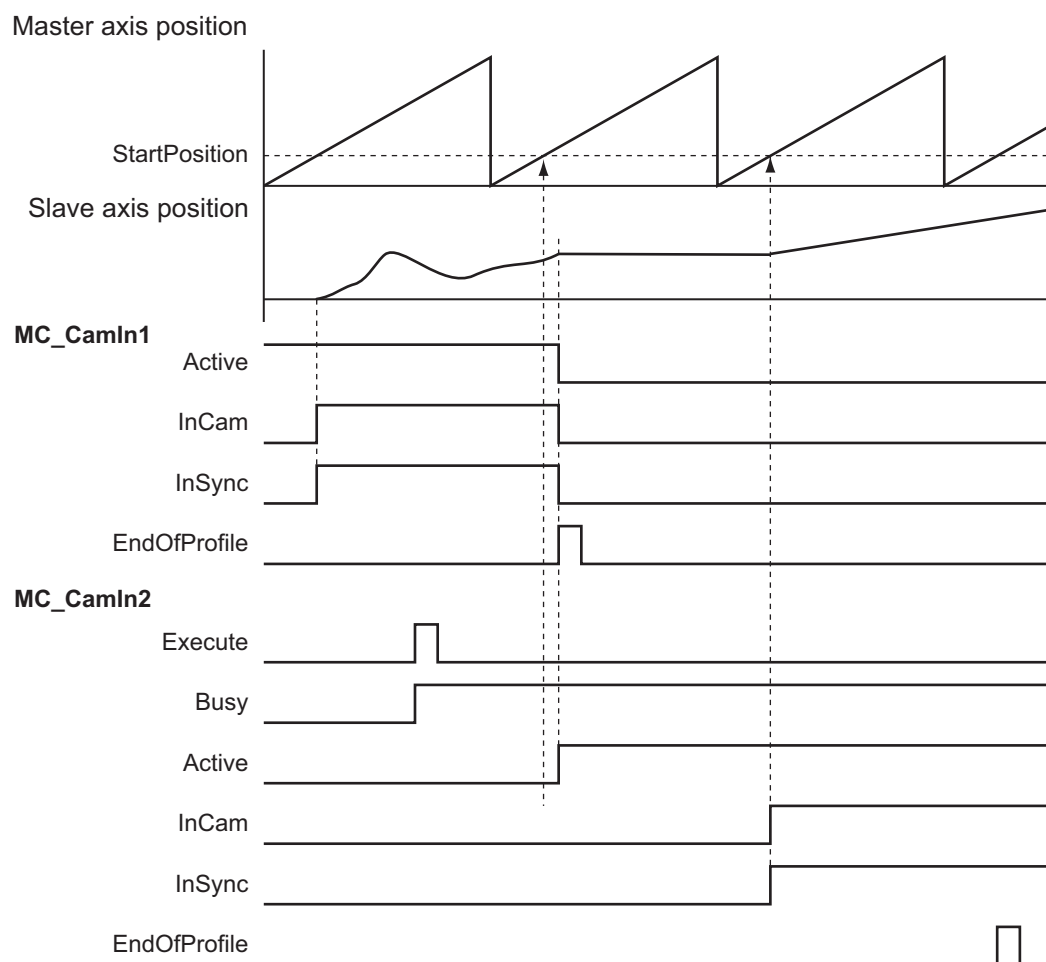 Master axis position
StartPosition
Slave axis position
MC_CamIn1
Active
InCam
InSync
EndOfProfile
MC_CamIn2
Execute
Busy
Active
InCam
InSync
EndOfProfile